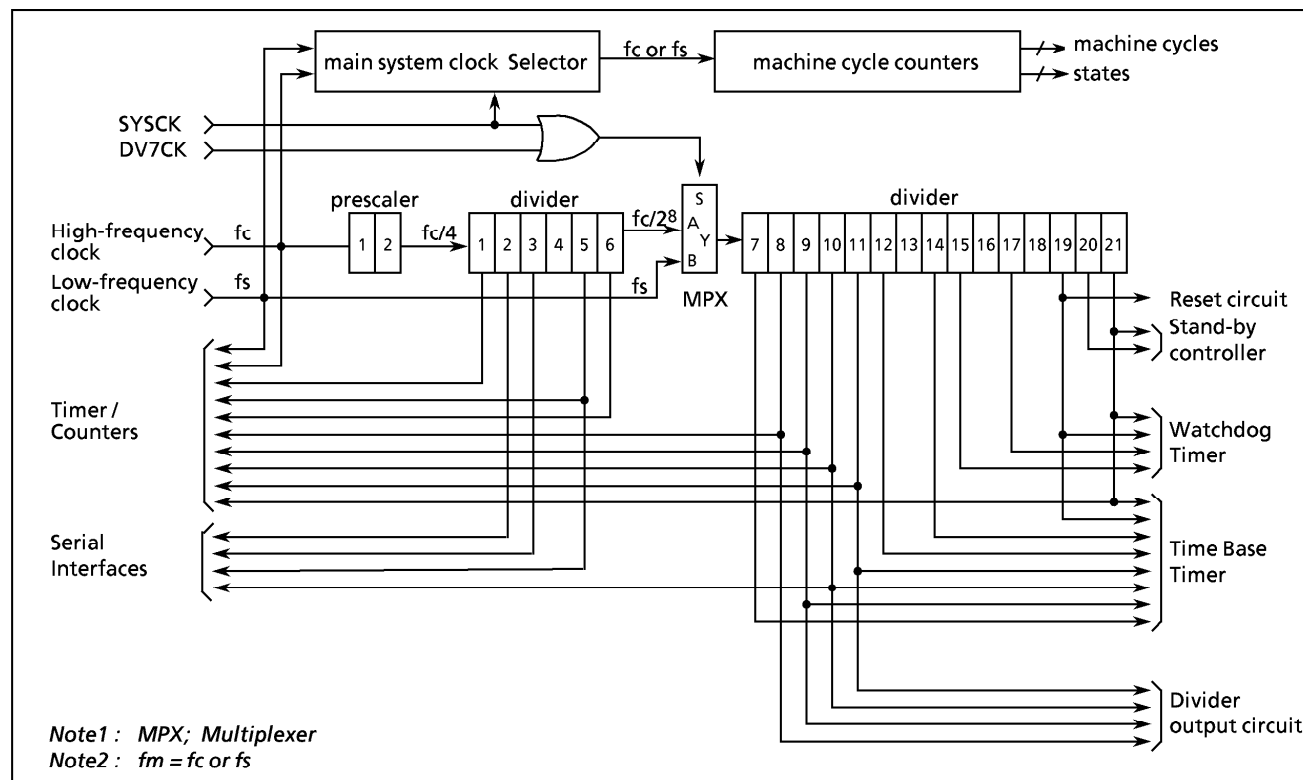 main system clock Selector
fc or fs
machine cycle counters
machine cycles
states
SYSCK
DV7CK
prescaler
divider
divider
High-frequency
clock
fc
1 2
fc/4
1 2 3 4 5 6
fc/2⁸
S
A
Y
B
7 8 9 10 11 12 13 14 15 16 17 18 19 20 21
Low-frequency
clock
fs
fs
MPX
Reset circuit
Stand-by
controller
Timer /
Counters
Watchdog
Timer
Serial
Interfaces
Time Base
Timer
Divider
output circuit
Note1 : MPX; Multiplexer
Note2 : fm = fc or fs